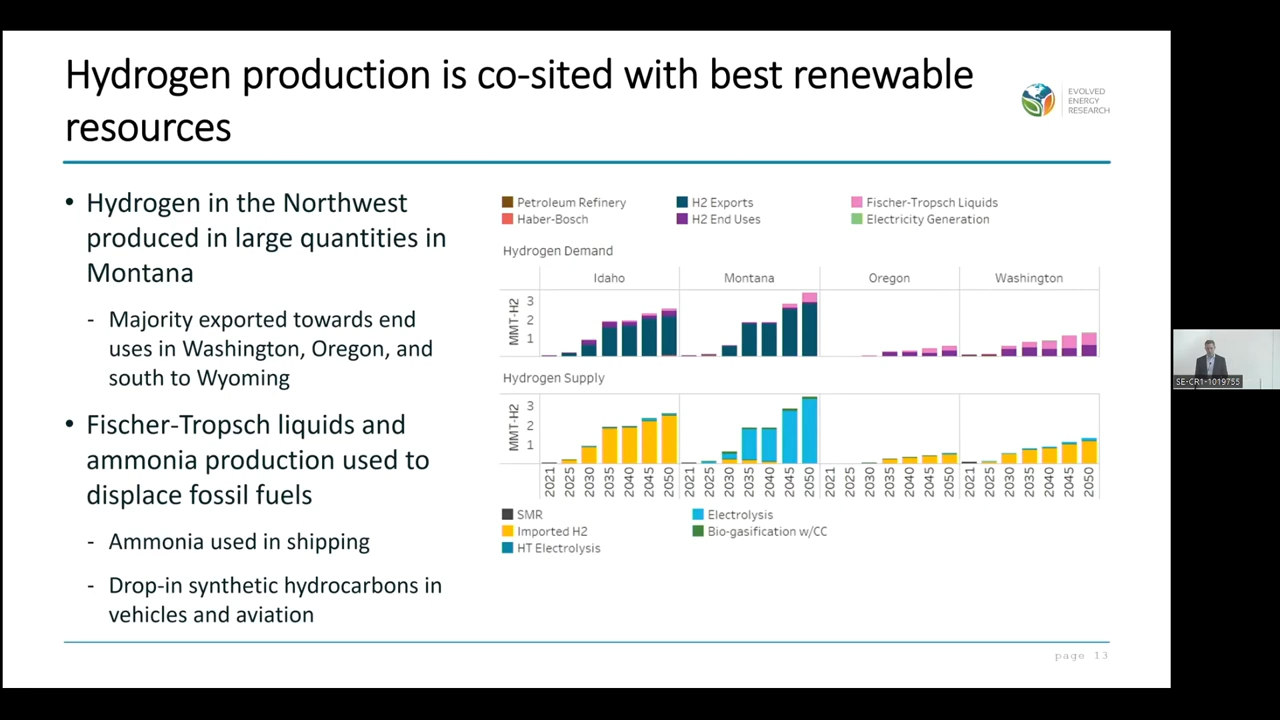 Hydrogen production is co-sited with best renewable
resources
EVOLVED
ENERGY
RESEARCH
• Hydrogen in the Northwest
produced in large quantities in
Montana
- Majority exported towards end
uses in Washington, Oregon, and
south to Wyoming
• Fischer-Tropsch liquids and
ammonia production used to
displace fossil fuels
- Ammonia used in shipping
- Drop-in synthetic hydrocarbons in
vehicles and aviation
Petroleum Refinery H2 Exports Fischer-Tropsch Liquids
Haber-Bosch H2 End Uses Electricity Generation
Hydrogen Demand
Idaho Montana Oregon Washington
MMT-H2
3
2
1
Hydrogen Supply
MMT-H2
3
2
1
2021 2025 2030 2035 2040 2045 2050 2021 2025 2030 2035 2040 2045 2050 2021 2025 2030 2035 2040 2045 2050 2021 2025 2030 2035 2040 2045 2050
SMR Electrolysis
Imported H2 Bio-gasification w/CC
HT Electrolysis
page 13
SE-CR1-1019755